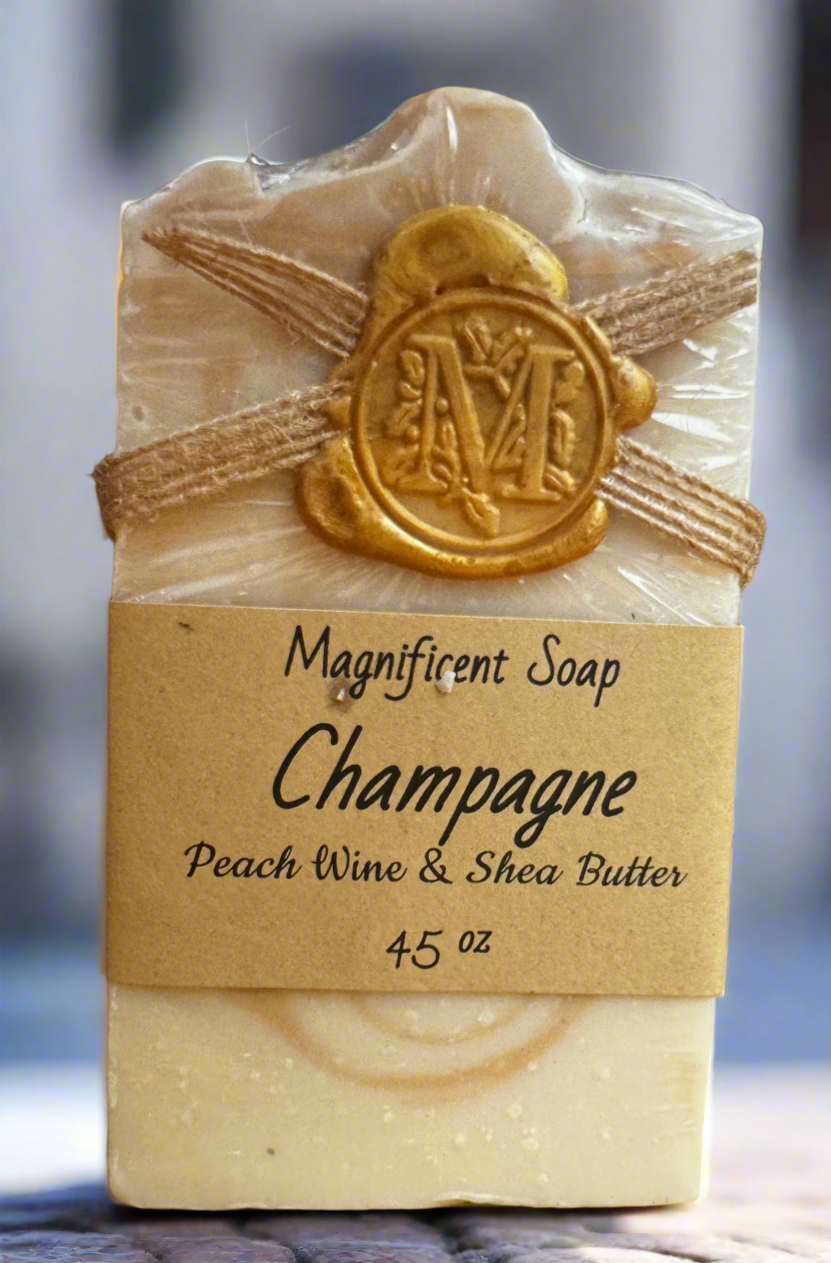 M
Magnificent Soap
Champagne
Peach Wine & Shea Butter
45 oz